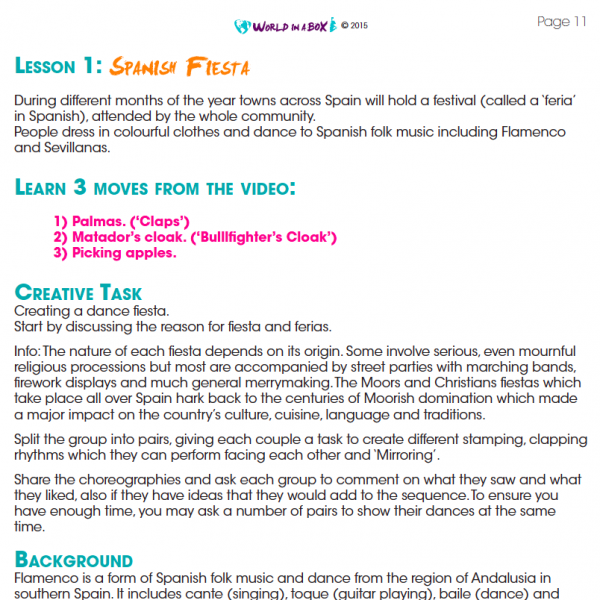 WORLD IN A BOX © 2015
Page 11
LESSON 1: SPANISH FIESTA
During different months of the year towns across Spain will hold a festival (called a ‘feria’
in Spanish), attended by the whole community.
People dress in colourful clothes and dance to Spanish folk music including Flamenco
and Sevillanas.
LEARN 3 MOVES FROM THE VIDEO:
1) Palmas. (‘Claps’)
2) Matador’s cloak. (‘Bulllfighter’s Cloak’)
3) Picking apples.
CREATIVE TASK
Creating a dance fiesta.
Start by discussing the reason for fiesta and ferias.
Info: The nature of each fiesta depends on its origin. Some involve serious, even mournful
religious processions but most are accompanied by street parties with marching bands,
firework displays and much general merrymaking. The Moors and Christians fiestas which
take place all over Spain hark back to the centuries of Moorish domination which made
a major impact on the country’s culture, cuisine, language and traditions.
Split the group into pairs, giving each couple a task to create different stamping, clapping
rhythms which they can perform facing each other and ‘Mirroring’.
Share the choreographies and ask each group to comment on what they saw and what
they liked, also if they have ideas that they would add to the sequence. To ensure you
have enough time, you may ask a number of pairs to show their dances at the same
time.
BACKGROUND
Flamenco is a form of Spanish folk music and dance from the region of Andalusia in
southern Spain. It includes cante (singing), toque (guitar playing), baile (dance) and